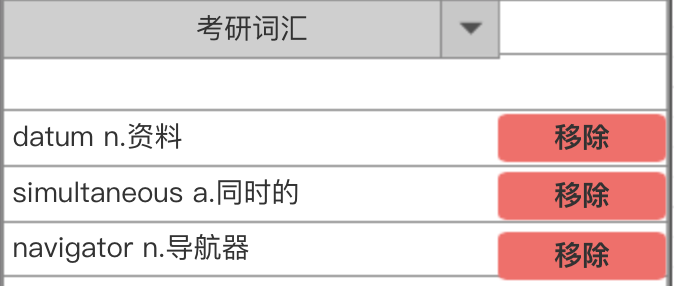 考研词汇
datum n.资料 移除
simultaneous a.同时的 移除
navigator n.导航器 移除